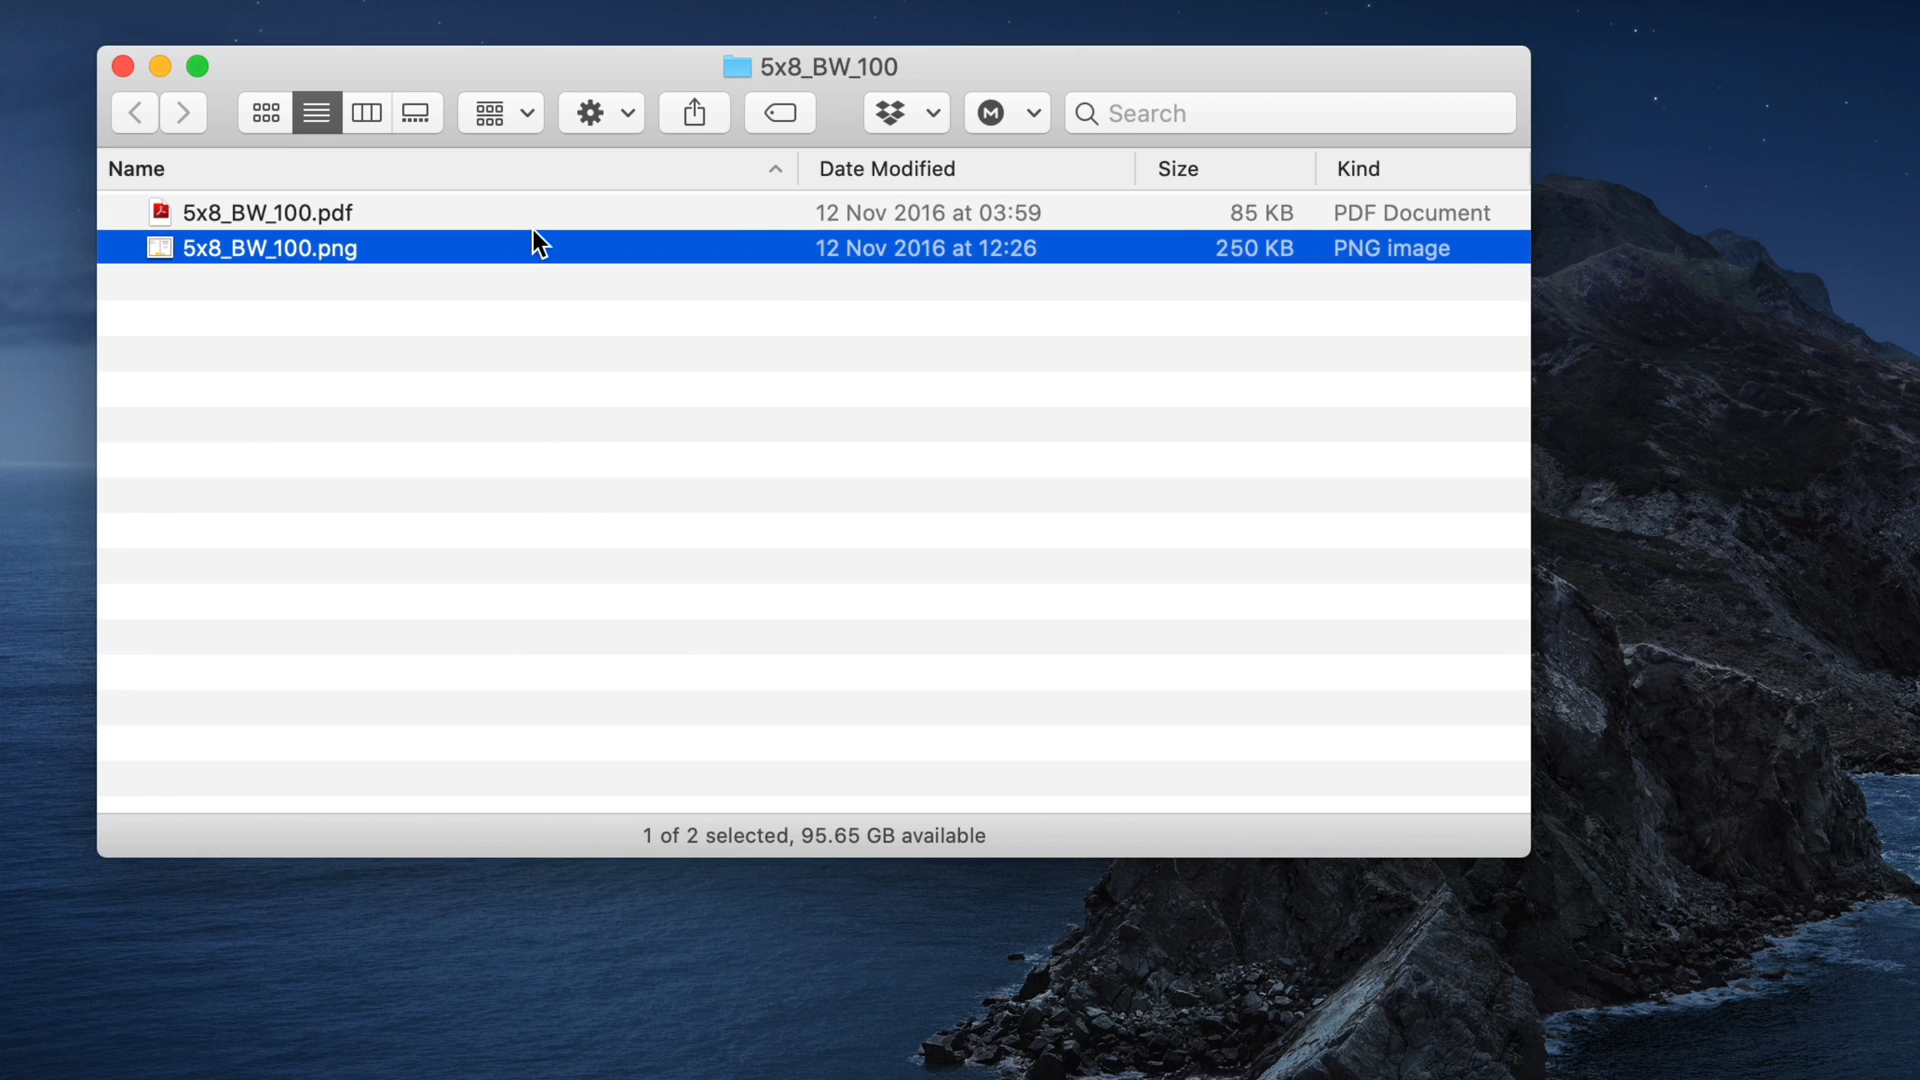 5x8_BW_100
Search
Name Date Modified Size Kind
5x8_BW_100.pdf 12 Nov 2016 at 03:59 85 KB PDF Document
5x8_BW_100.png 12 Nov 2016 at 12:26 250 KB PNG image
1 of 2 selected, 95.65 GB available